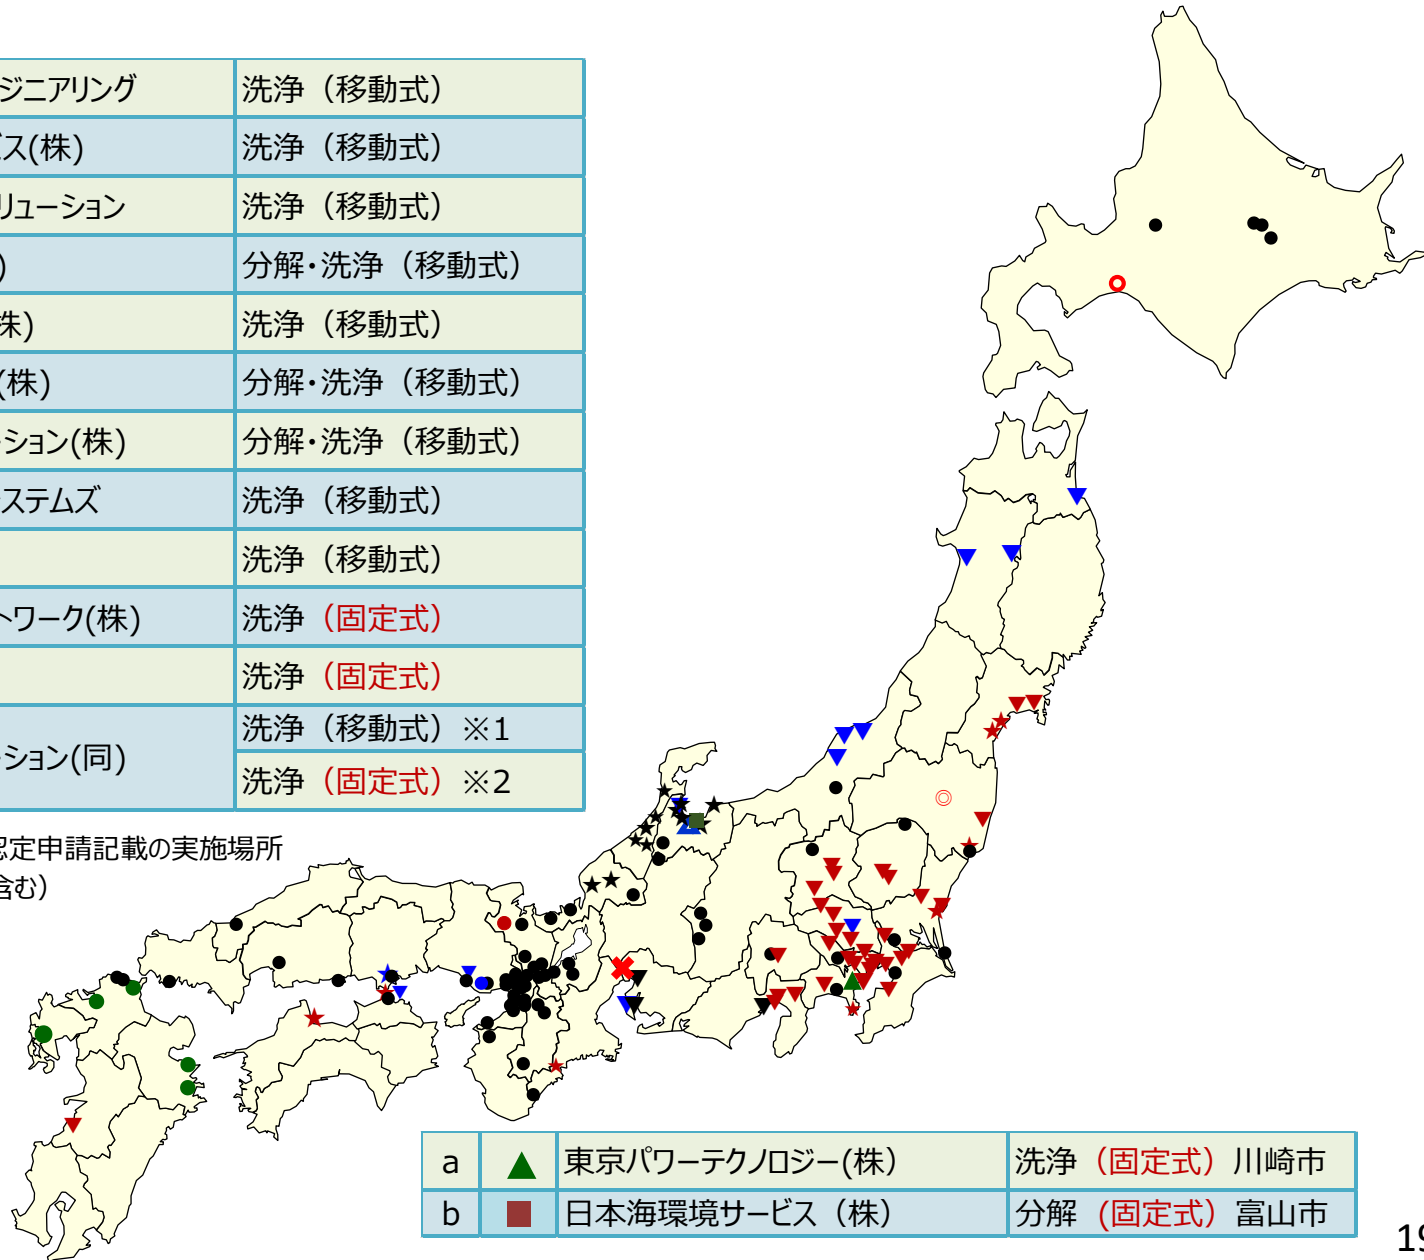 ジニアリング 洗浄（移動式）
ビス(株) 洗浄（移動式）
リューション 洗浄（移動式）
) 分解・洗浄（移動式）
株) 洗浄（移動式）
(株) 分解・洗浄（移動式）
ーション(株) 分解・洗浄（移動式）
システムズ 洗浄（移動式）
洗浄（移動式）
トワーク(株) 洗浄（固定式）
洗浄（固定式）
ーション(同) 洗浄（移動式）※1
洗浄（固定式）※2
認定申請記載の実施場所
含む）
a 東京パワーテクノロジー(株) 洗浄（固定式）川崎市
b 日本海環境サービス（株） 分解 (固定式）富山市
19